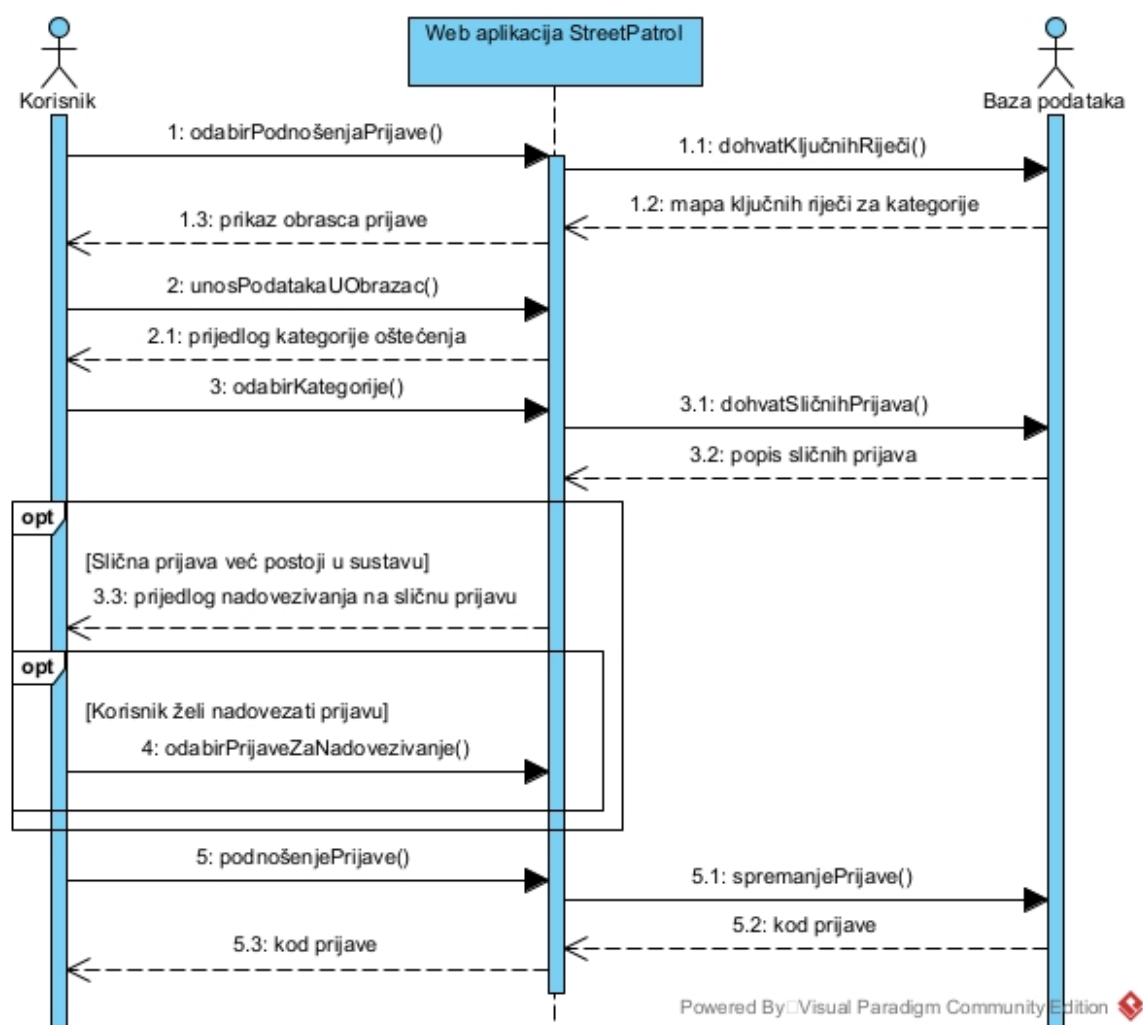 Web aplikacija StreetPatrol
Korisnik
Baza podataka
1: odabirPodnošenjaPrijave()
1.1: dohvatKljučnihRiječi()
1.2: mapa ključnih riječi za kategorije
1.3: prikaz obrasca prijave
2: unosPodatakaUObrazac()
2.1: prijedlog kategorije oštećenja
3: odabirKategorije()
3.1: dohvatSličnihPrijava()
3.2: popis sličnih prijava
opt
[Slična prijava već postoji u sustavu]
3.3: prijedlog nadovezivanja na sličnu prijavu
opt
[Korisnik želi nadovezati prijavu]
4: odabirPrijaveZaNadovezivanje()
5: podnošenjePrijave()
5.1: spremanjePrijave()
5.2: kod prijave
5.3: kod prijave
Powered By Visual Paradigm Community Edition